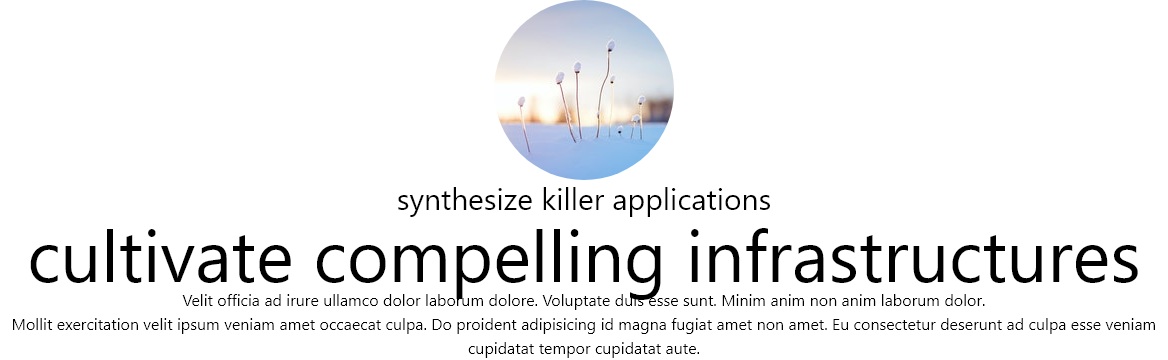 synthesize killer applications
cultivate compelling infrastructures
Velit officia ad irure ullamco dolor laborum dolore. Voluptate duis esse sunt. Minim anim non anim laborum dolor.
Mollit exercitation velit ipsum veniam amet occaecat culpa. Do proident adipisicing id magna fugiat amet non amet. Eu consectetur deserunt ad culpa esse veniam
cupidatat tempor cupidatat aute.